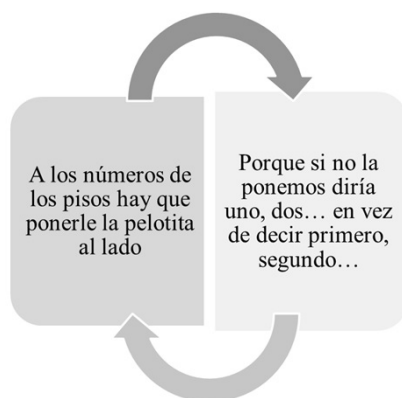 A los números de
los pisos hay que
ponerle la pelotita
al lado
Porque si no la
ponemos diría
uno, dos… en vez
de decir primero,
segundo…